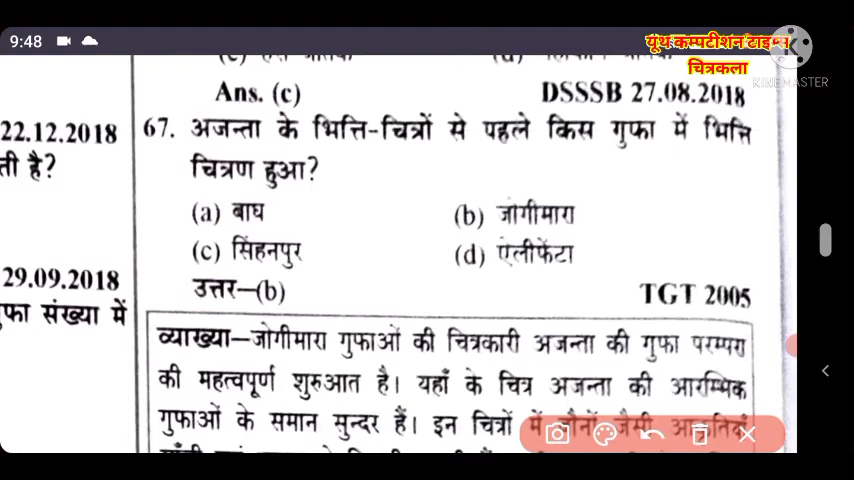 9:48
यूथ कम्पटीशन टाइम्स
चित्रकला
KINEMASTER
Ans. (c)
DSSSB 27.08.2018
22.12.2018
ती है?
67. अजन्ता के भित्ति-चित्रों से पहले किस गुफा में भित्ति
चित्रण हुआ?
(a) बाघ
(b) जोगीमारा
(c) सिंहनपुर
(d) एलीफेंटा
उत्तर–(b)
TGT 2005
29.09.2018
फा संख्या में
व्याख्या–जोगीमारा गुफाओं की चित्रकारी अजन्ता की गुफा परम्परा
की महत्वपूर्ण शुरुआत है। यहाँ के चित्र अजन्ता की आरम्भिक
गुफाओं के समान सुन्दर हैं। इन चित्रों में जैनों जैसी आकृतियाँ